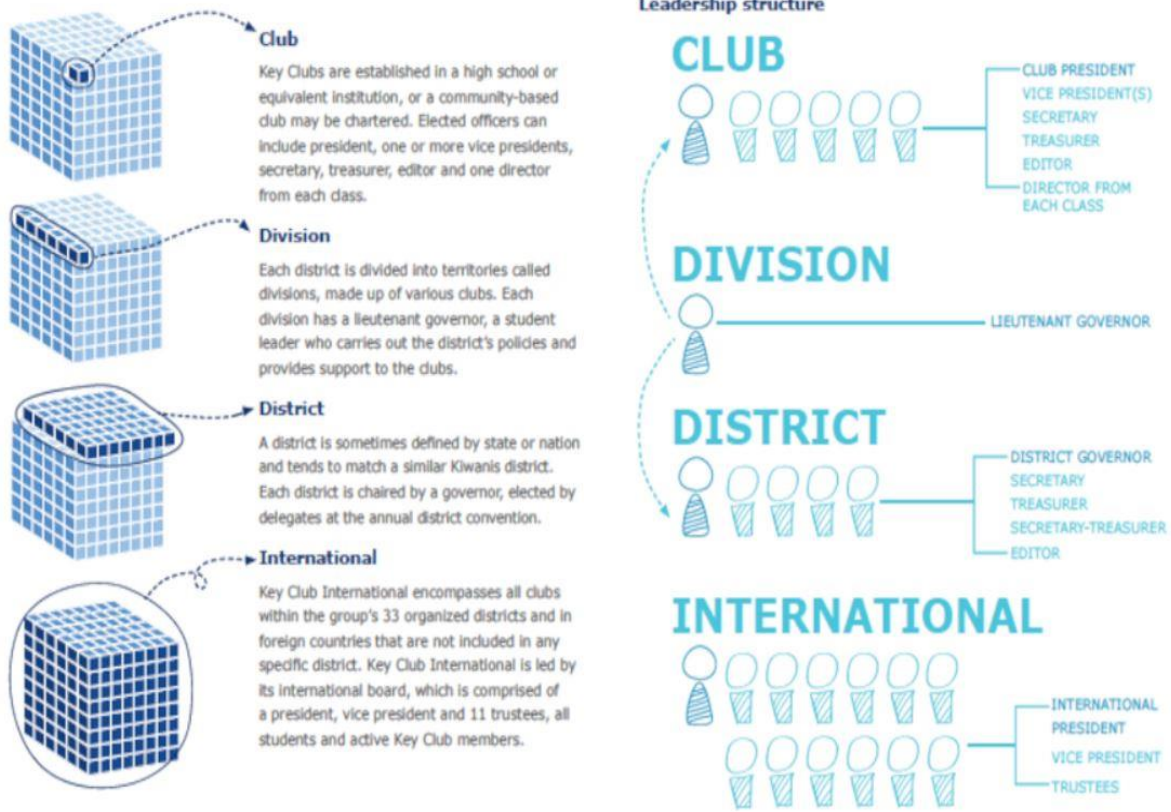 Club
Key Clubs are established in a high school or
equivalent institution, or a community-based
club may be chartered. Elected officers can
include president, one or more vice presidents,
secretary, treasurer, editor and one director
from each class.
Division
Each district is divided into territories called
divisions, made up of various clubs. Each
division has a lieutenant governor, a student
leader who carries out the district's policies and
provides support to the clubs.
District
A district is sometimes defined by state or nation
and tends to match a similar Kiwanis district.
Each district is chaired by a governor, elected by
delegates at the annual district convention.
International
Key Club International encompasses all clubs
within the group's 33 organized districts and in
foreign countries that are not included in any
specific district. Key Club International is led by
its international board, which is comprised of
a president, vice president and 11 trustees, all
students and active Key Club members.
Leadership structure
CLUB
CLUB PRESIDENT
VICE PRESIDENT(S)
SECRETARY
TREASURER
EDITOR
DIRECTOR FROM
EACH CLASS
DIVISION
LIEUTENANT GOVERNOR
DISTRICT
DISTRICT GOVERNOR
SECRETARY
TREASURER
SECRETARY-TREASURER
EDITOR
INTERNATIONAL
INTERNATIONAL
PRESIDENT
VICE PRESIDENT
TRUSTEES